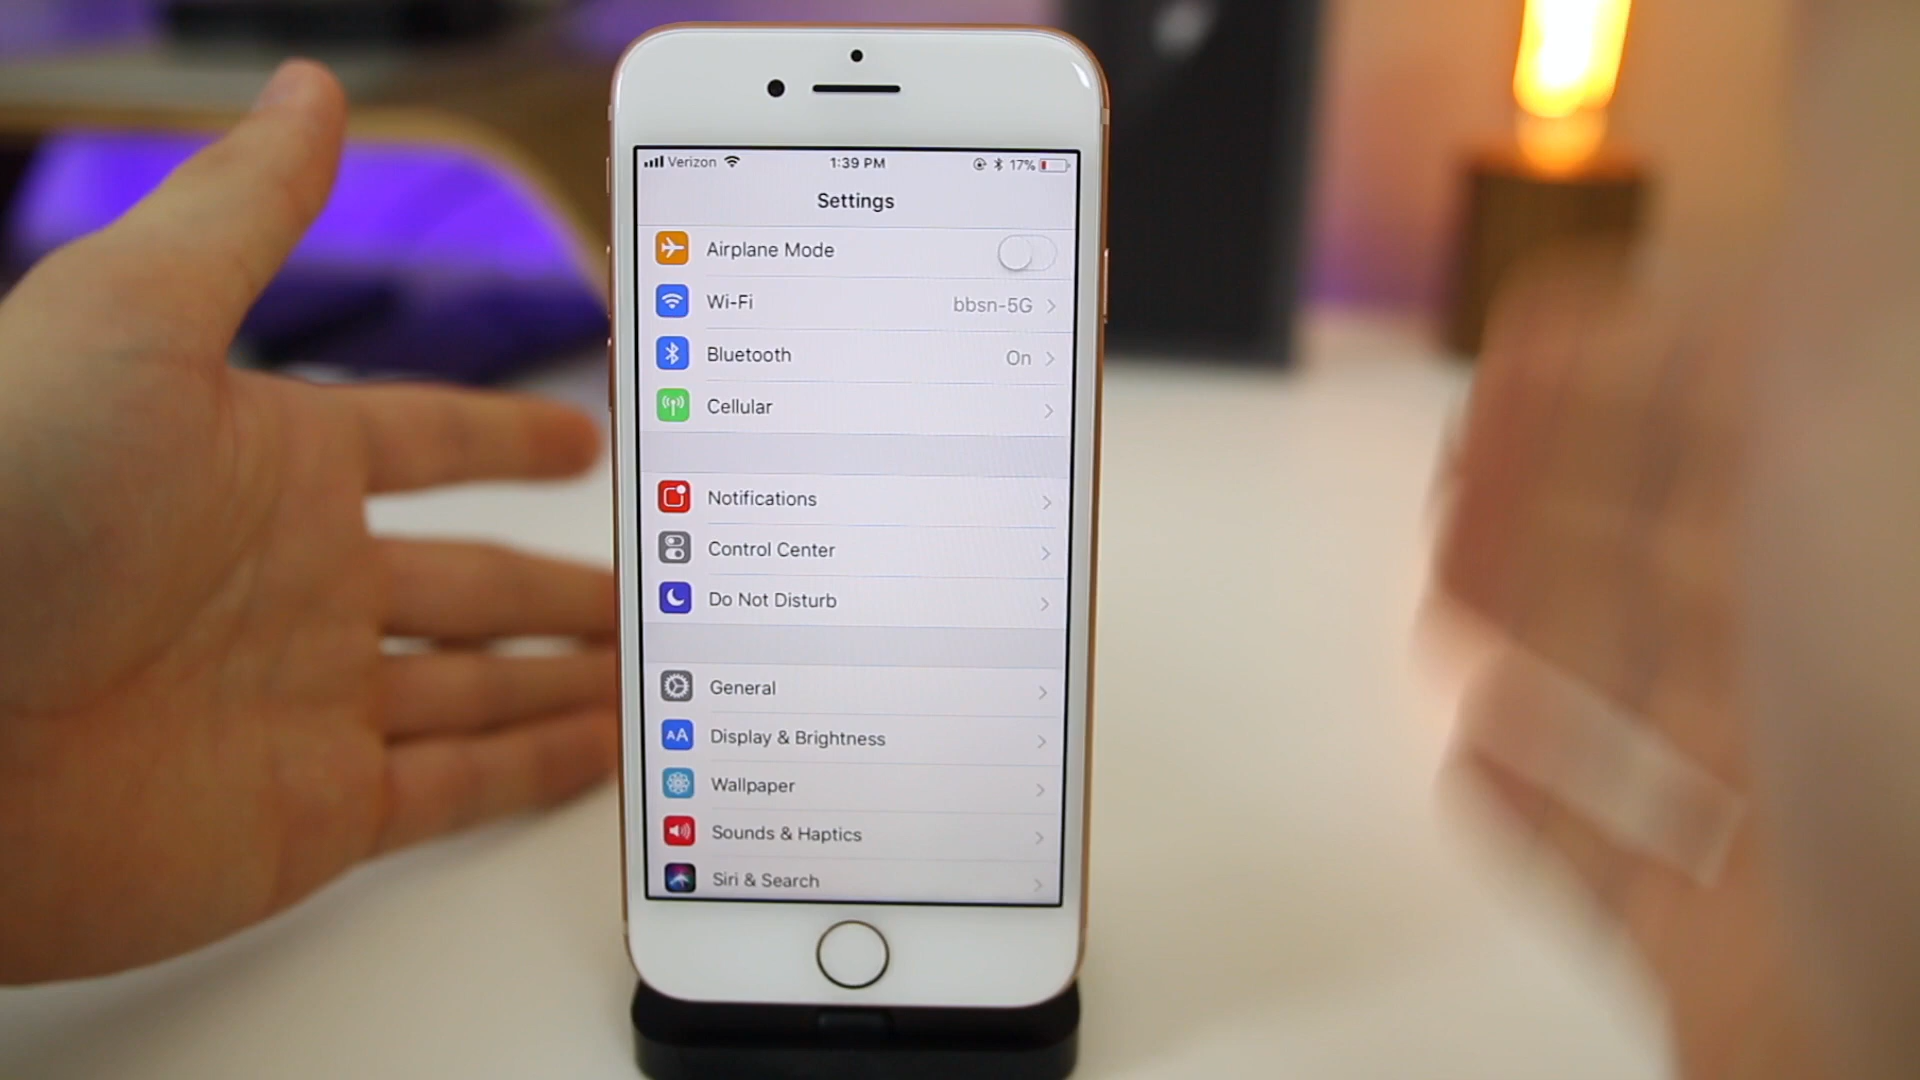 Verizon 1:39 PM 17%
Settings
Airplane Mode
Wi-Fi bbsn-5G
Bluetooth On
Cellular
Notifications
Control Center
Do Not Disturb
General
AA Display & Brightness
Wallpaper
Sounds & Haptics
Siri & Search